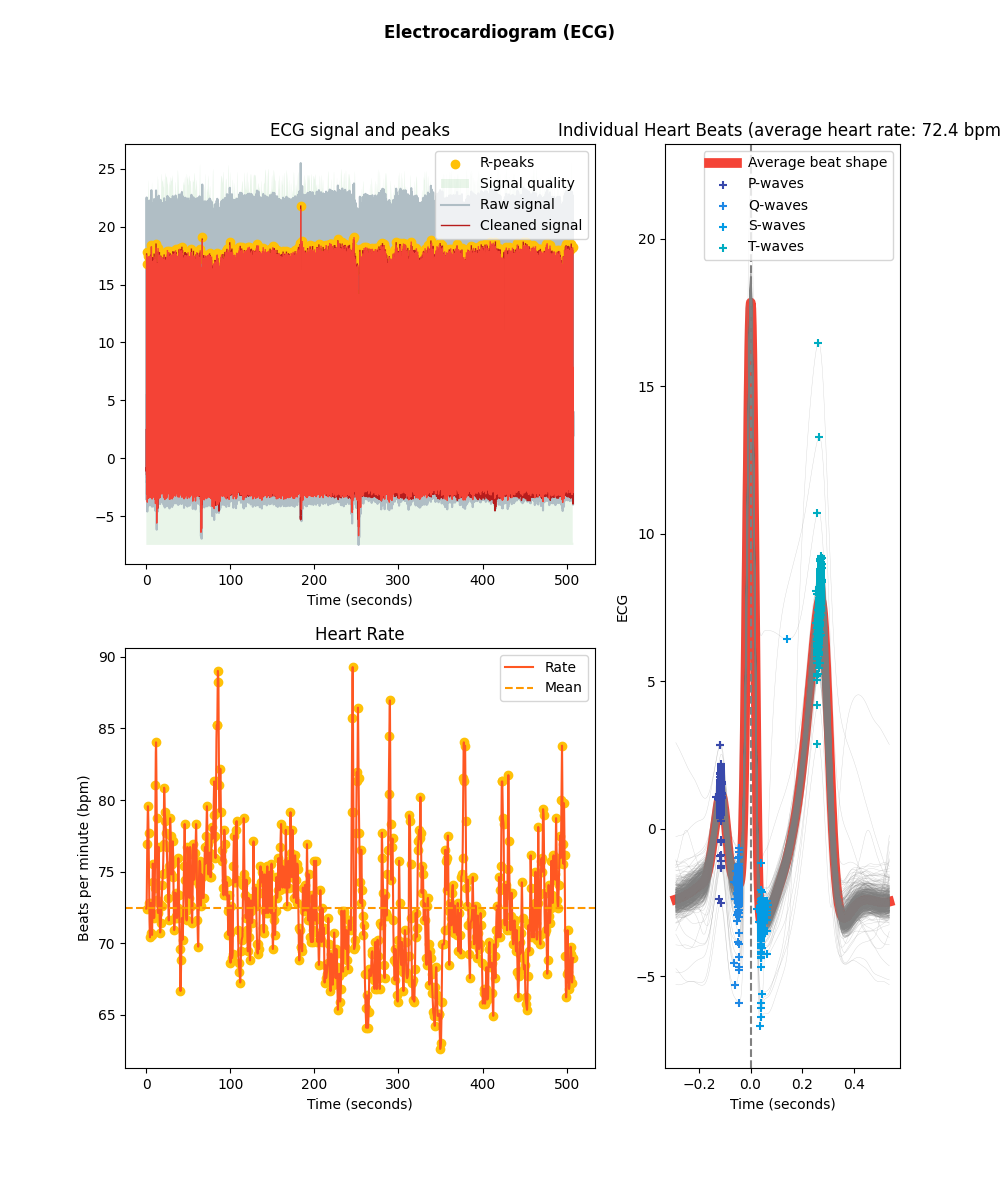 Electrocardiogram (ECG)
ECG signal and peaks
25
20
15
10
5
0
−5
R-peaks
Signal quality
Raw signal
Cleaned signal
0
100
200
300
400
500
Time (seconds)
Heart Rate
Beats per minute (bpm)
90
85
80
75
70
65
Rate
Mean
0
100
200
300
400
500
Time (seconds)
Individual Heart Beats (average heart rate: 72.4 bpm
ECG
20
15
10
5
0
−5
Average beat shape
P-waves
Q-waves
S-waves
T-waves
−0.2
0.0
0.2
0.4
Time (seconds)